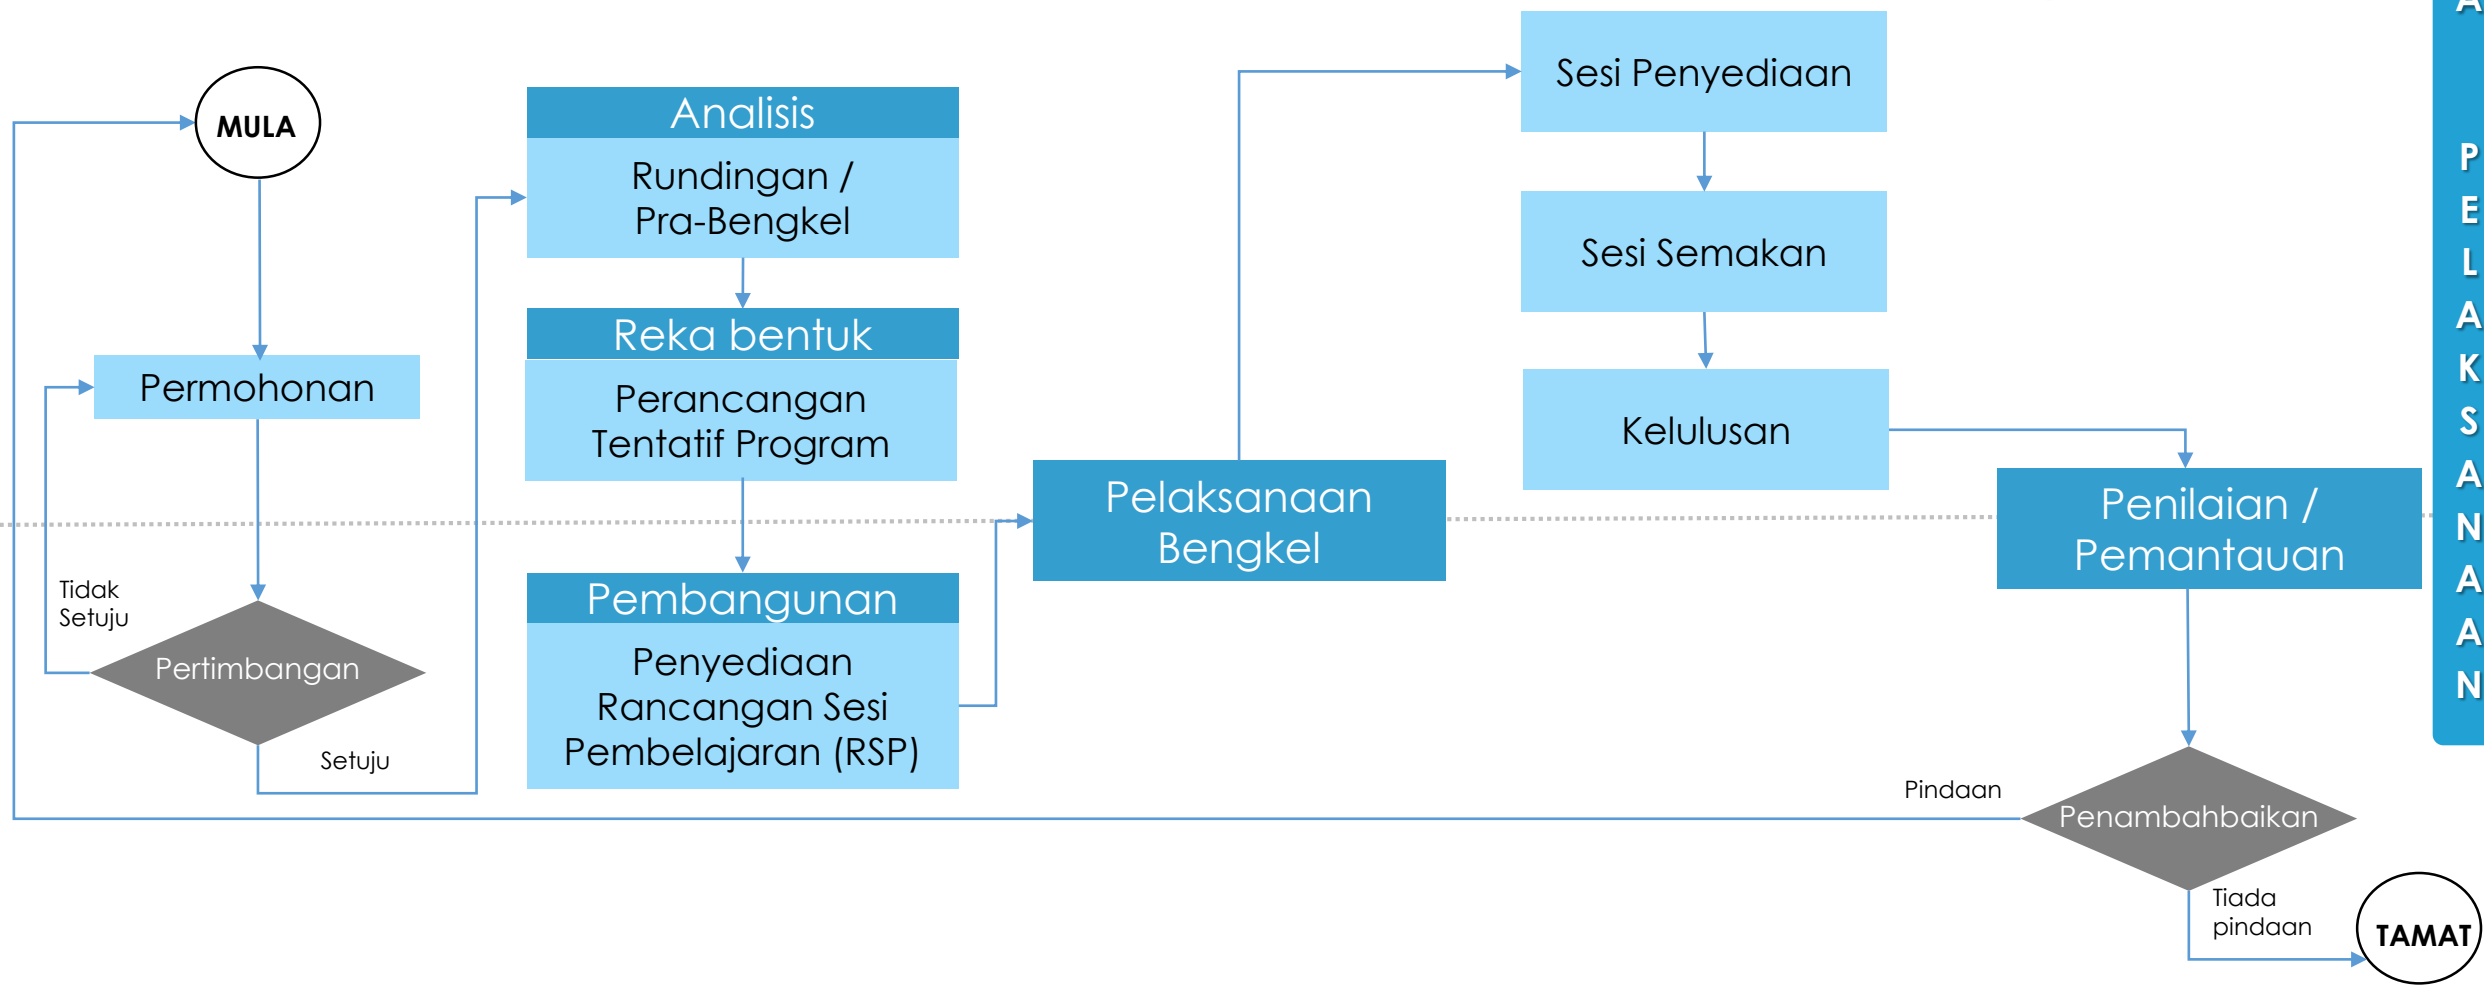 MULA
Permohonan
Tidak
Setuju
Pertimbangan
Setuju
Analisis
Rundingan /
Pra-Bengkel
Reka bentuk
Perancangan
Tentatif Program
Pembangunan
Penyediaan
Rancangan Sesi
Pembelajaran (RSP)
Pelaksanaan
Bengkel
Sesi Penyediaan
Sesi Semakan
Kelulusan
Penilaian /
Pemantauan
Pindaan
Penambahbaikan
Tiada
pindaan
TAMAT
A
P
E
L
A
K
S
A
N
A
A
N